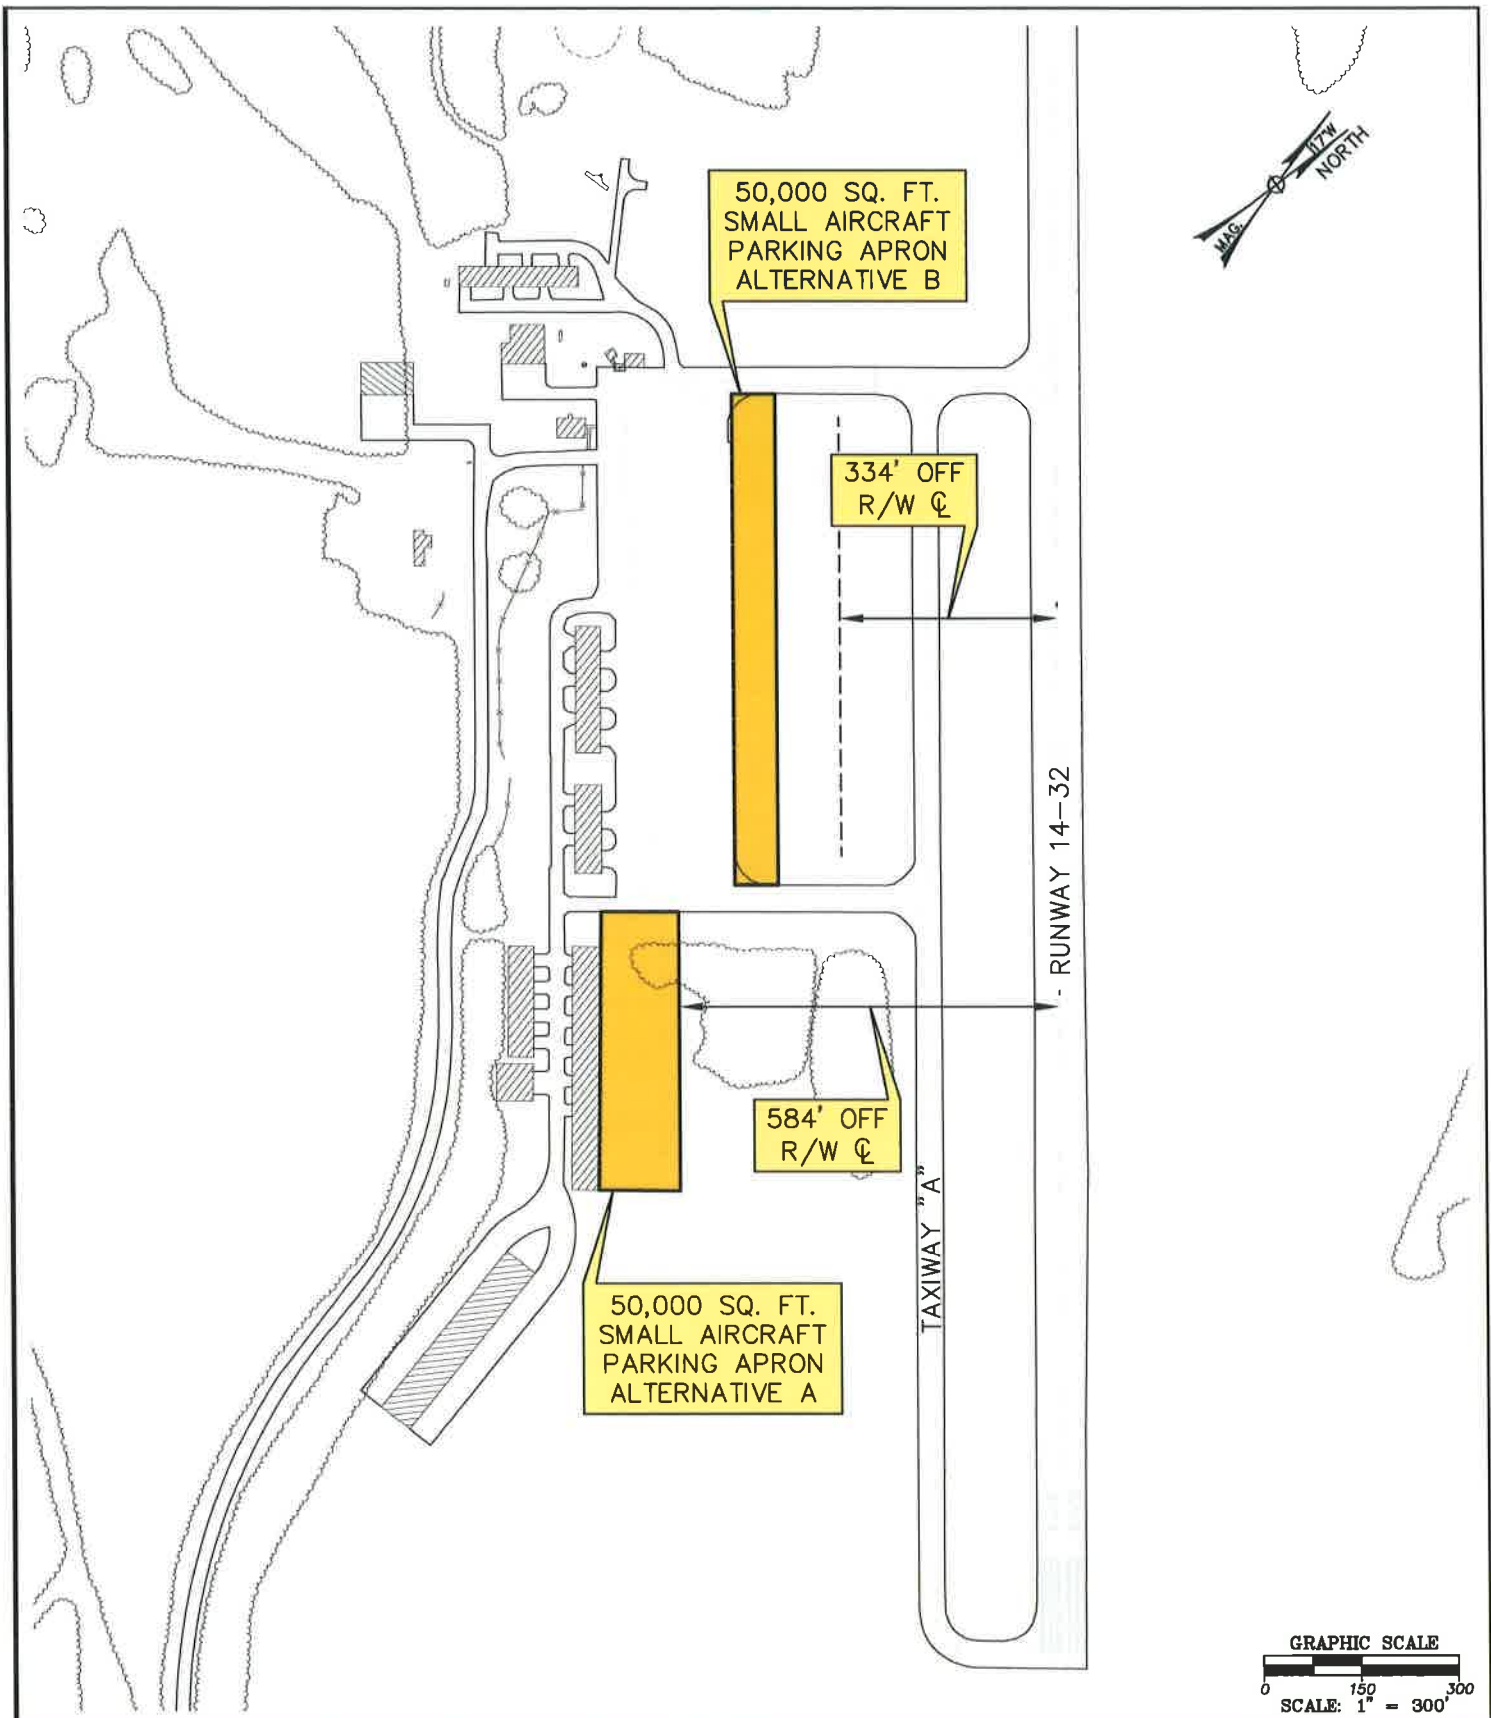 17°W
NORTH
MAG.
50,000 SQ. FT.
SMALL AIRCRAFT
PARKING APRON
ALTERNATIVE B
334' OFF
R/W ℄
RUNWAY 14-32
584' OFF
R/W ℄
TAXIWAY "A"
50,000 SQ. FT.
SMALL AIRCRAFT
PARKING APRON
ALTERNATIVE A
GRAPHIC SCALE
0 150 300
SCALE: 1" = 300'